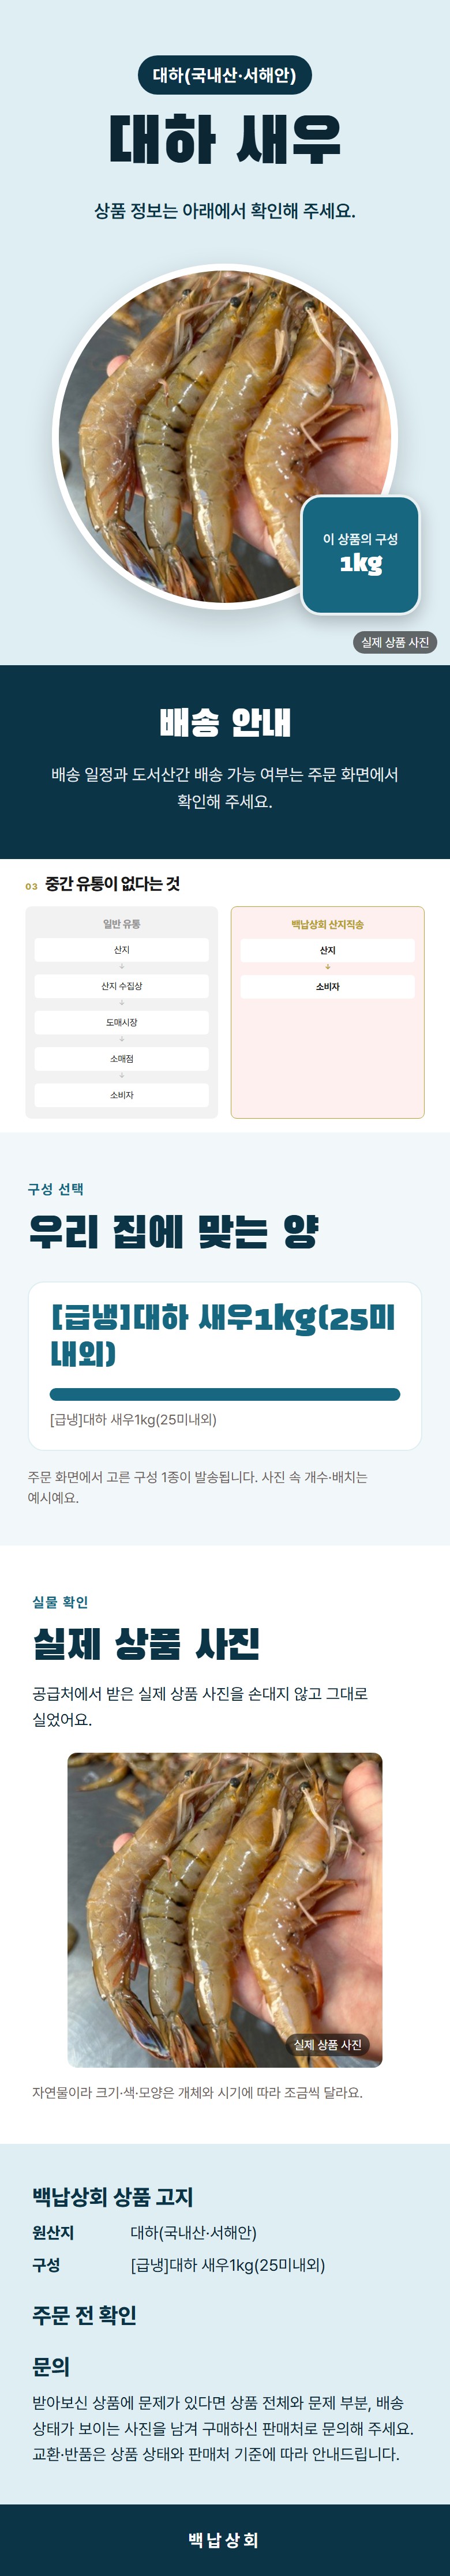 대하(국내산·서해안)
대하 새우
상품 정보는 아래에서 확인해 주세요.
이 상품의 구성
1kg
실제 상품 사진
배송 안내
배송 일정과 도서산간 배송 가능 여부는 주문 화면에서
확인해 주세요.
03 중간 유통이 없다는 것
일반 유통
산지
↓
산지 수집상
↓
도매시장
↓
소매점
↓
소비자
백납상회 산지직송
산지
↓
소비자
구성 선택
우리 집에 맞는 양
[급냉]대하 새우1kg(25미
내외)
[급냉]대하 새우1kg(25미내외)
주문 화면에서 고른 구성 1종이 발송됩니다. 사진 속 개수·배치는
예시예요.
실물 확인
실제 상품 사진
공급처에서 받은 실제 상품 사진을 손대지 않고 그대로
실었어요.
실제 상품 사진
자연물이라 크기·색·모양은 개체와 시기에 따라 조금씩 달라요.
백납상회 상품 고지
원산지 대하(국내산·서해안)
구성 [급냉]대하 새우1kg(25미내외)
주문 전 확인
문의
받아보신 상품에 문제가 있다면 상품 전체와 문제 부분, 배송
상태가 보이는 사진을 남겨 구매하신 판매처로 문의해 주세요.
교환·반품은 상품 상태와 판매처 기준에 따라 안내드립니다.
백납상회